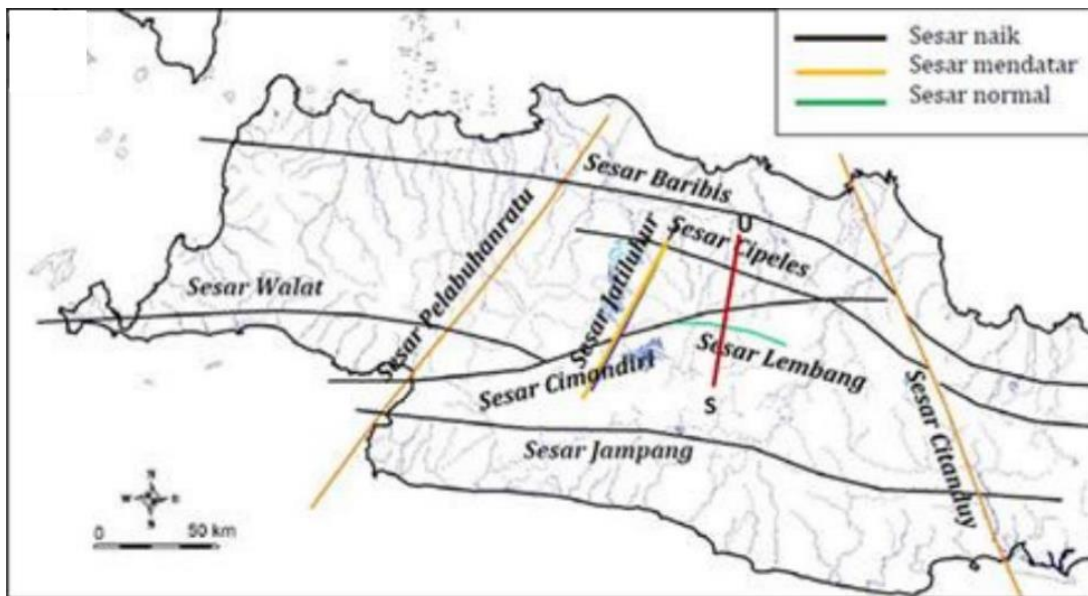 Sesar naik
Sesar mendatar
Sesar normal
Sesar Baribis
Sesar Pelabuhanratu
Sesar Jatiluhur
U
Sesar Cipeles
Sesar Walat
Sesar Cimandiri
Sesar Lembang
S
Sesar Citanduy
Sesar Jampang
N
W
E
S
0 50 km